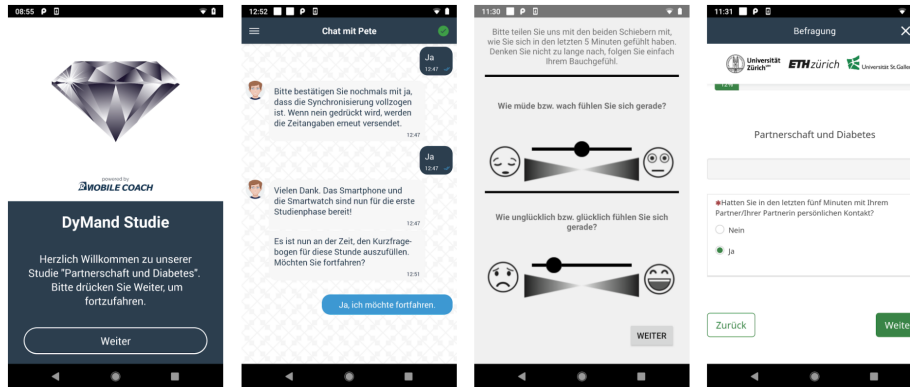 08:55
powered by
MOBILE COACH
DyMand Studie
Herzlich Willkommen zu unserer
Studie "Partnerschaft und Diabetes".
Bitte drücken Sie Weiter, um
fortzufahren.
Weiter
12:52
Chat mit Pete
Ja
12:47
Bitte bestätigen Sie nochmals mit ja,
dass die Synchronisierung vollzogen
ist. Wenn nein gedrückt wird, werden
die Zeitangaben erneut versendet.
12:47
Ja
12:47
Vielen Dank. Das Smartphone und
die Smartwatch sind nun für die erste
Studienphase bereit!
12:47
Es ist nun an der Zeit, den Kurzfrage-
bogen für diese Stunde auszufüllen.
Möchten Sie fortfahren?
12:51
Ja, ich möchte fortfahren.
11:30
Bitte teilen Sie uns mit den beiden Schiebern mit,
wie Sie sich in den letzten 5 Minuten gefühlt haben.
Denken Sie nicht zu lange nach, folgen Sie einfach
Ihrem Bauchgefühl.
Wie müde bzw. wach fühlen Sie sich gerade?
Wie unglücklich bzw. glücklich fühlen Sie sich
gerade?
WEITER
11:31
Befragung
Universität
Zürich
ETH zürich
Universität St.Galle
Partnerschaft und Diabetes
*Hatten Sie in den letzten fünf Minuten mit Ihrem
Partner/Ihrer Partnerin persönlichen Kontakt?
Nein
Ja
Zurück
Weite